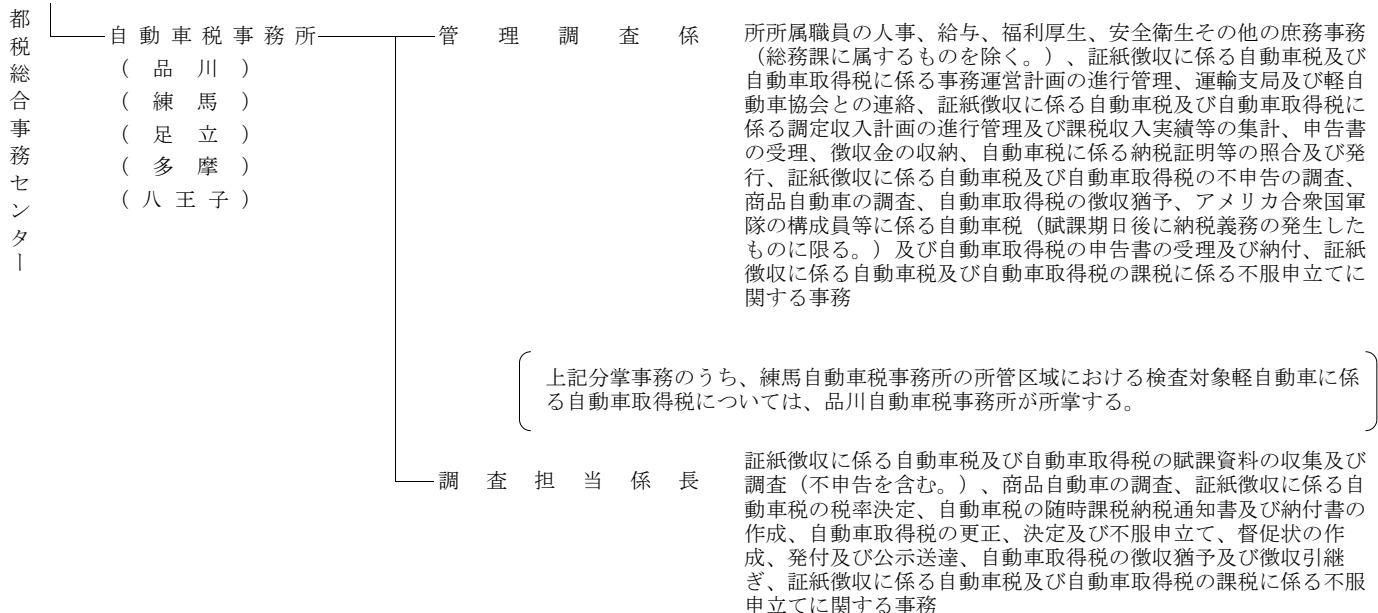 都税総合事務センター
自動車税事務所
(品川)
(練馬)
(足立)
(多摩)
(八王子)
管理調査係
所所属職員の人事、給与、福利厚生、安全衛生その他の庶務事務
（総務課に属するものを除く。）、証紙徴収に係る自動車税及び
自動車取得税に係る事務運営計画の進行管理、運輸支局及び軽自
動車協会との連絡、証紙徴収に係る自動車税及び自動車取得税に
係る調定収入計画の進行管理及び課税収入実績等の集計、申告書
の受理、徴収金の収納、自動車税に係る納税証明等の照合及び発
行、証紙徴収に係る自動車税及び自動車取得税の不申告の調査、
商品自動車の調査、自動車取得税の徴収猶予、アメリカ合衆国軍
隊の構成員等に係る自動車税（賦課期日後に納税義務の発生した
ものに限る。）及び自動車取得税の申告書の受理及び納付、証紙
徴収に係る自動車税及び自動車取得税の課税に係る不服申立てに
関する事務
上記分掌事務のうち、練馬自動車税事務所の所管区域における検査対象軽自動車に係
る自動車取得税については、品川自動車税事務所が所掌する。
調査担当係長
証紙徴収に係る自動車税及び自動車取得税の賦課資料の収集及び
調査（不申告を含む。）、商品自動車の調査、証紙徴収に係る自
動車税の税率決定、自動車税の随時課税納税通知書及び納付書の
作成、自動車取得税の更正、決定及び不服申立て、督促状の作
成、発付及び公示送達、自動車取得税の徴収猶予及び徴収引継
ぎ、証紙徴収に係る自動車税及び自動車取得税の課税に係る不服
申立てに関する事務